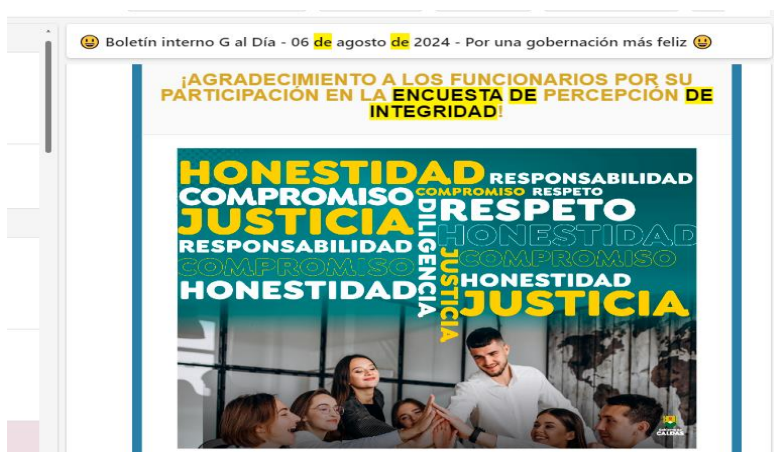 Boletín interno G al Día - 06 de agosto de 2024 - Por una gobernación más feliz
¡AGRADECIMIENTO A LOS FUNCIONARIOS POR SU
PARTICIPACIÓN EN LA ENCUESTA DE PERCEPCIÓN DE
INTEGRIDAD!
HONESTIDAD RESPONSABILIDAD
COMPROMISO COMPROMISO RESPETO
JUSTICIA DILIGENCIA RESPETO
RESPONSABILIDAD HONESTIDAD
COMPROMISO JUSTICIA COMPROMISO
HONESTIDAD HONESTIDAD
JUSTICIA
CALDAS